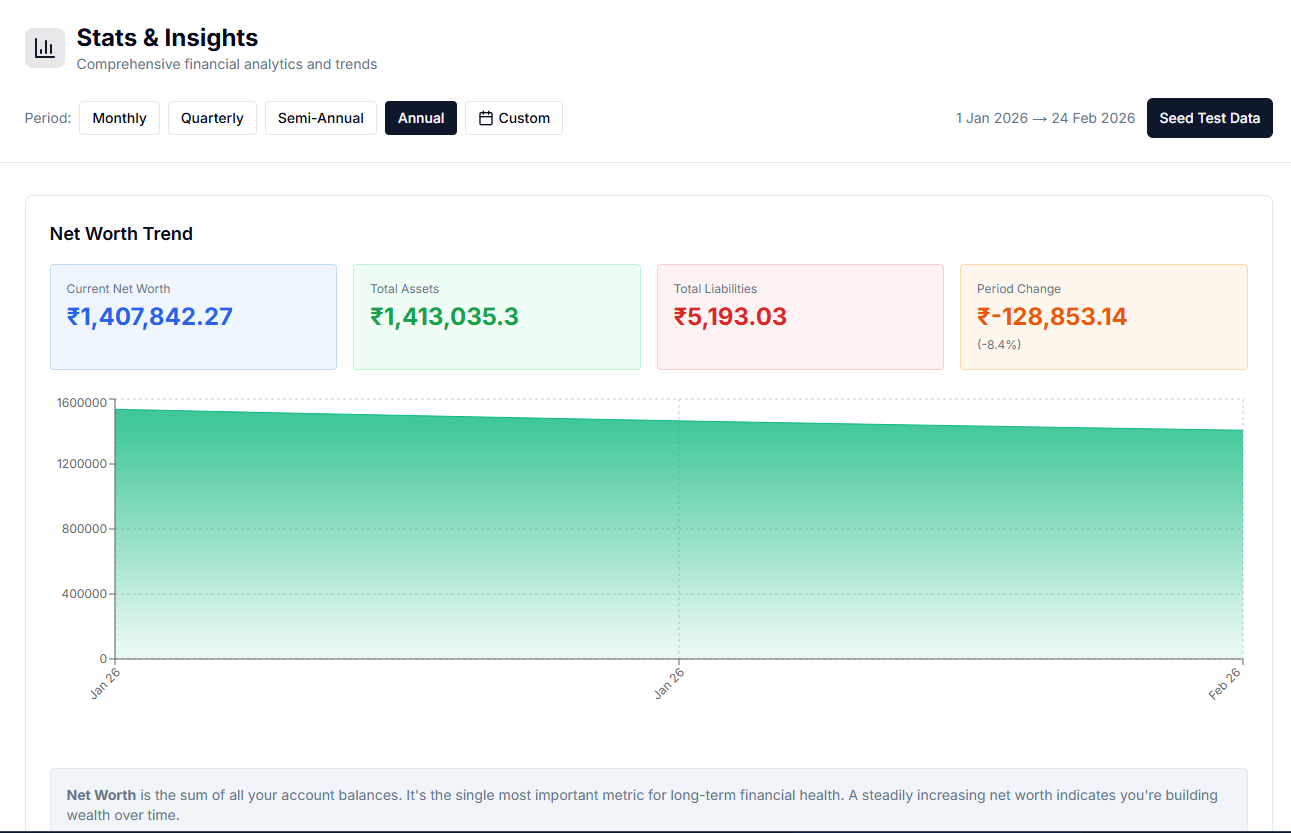 Stats & Insights
Comprehensive financial analytics and trends
Period: Monthly Quarterly Semi-Annual Annual Custom 1 Jan 2026 → 24 Feb 2026 Seed Test Data
Net Worth Trend
Current Net Worth
₹1,407,842.27
Total Assets
₹1,413,035.3
Total Liabilities
₹5,193.03
Period Change
₹-128,853.14
(-8.4%)
1600000
1200000
800000
400000
0
Jan 26
Jan 26
Feb 26
Net Worth is the sum of all your account balances. It's the single most important metric for long-term financial health. A steadily increasing net worth indicates you're building
wealth over time.